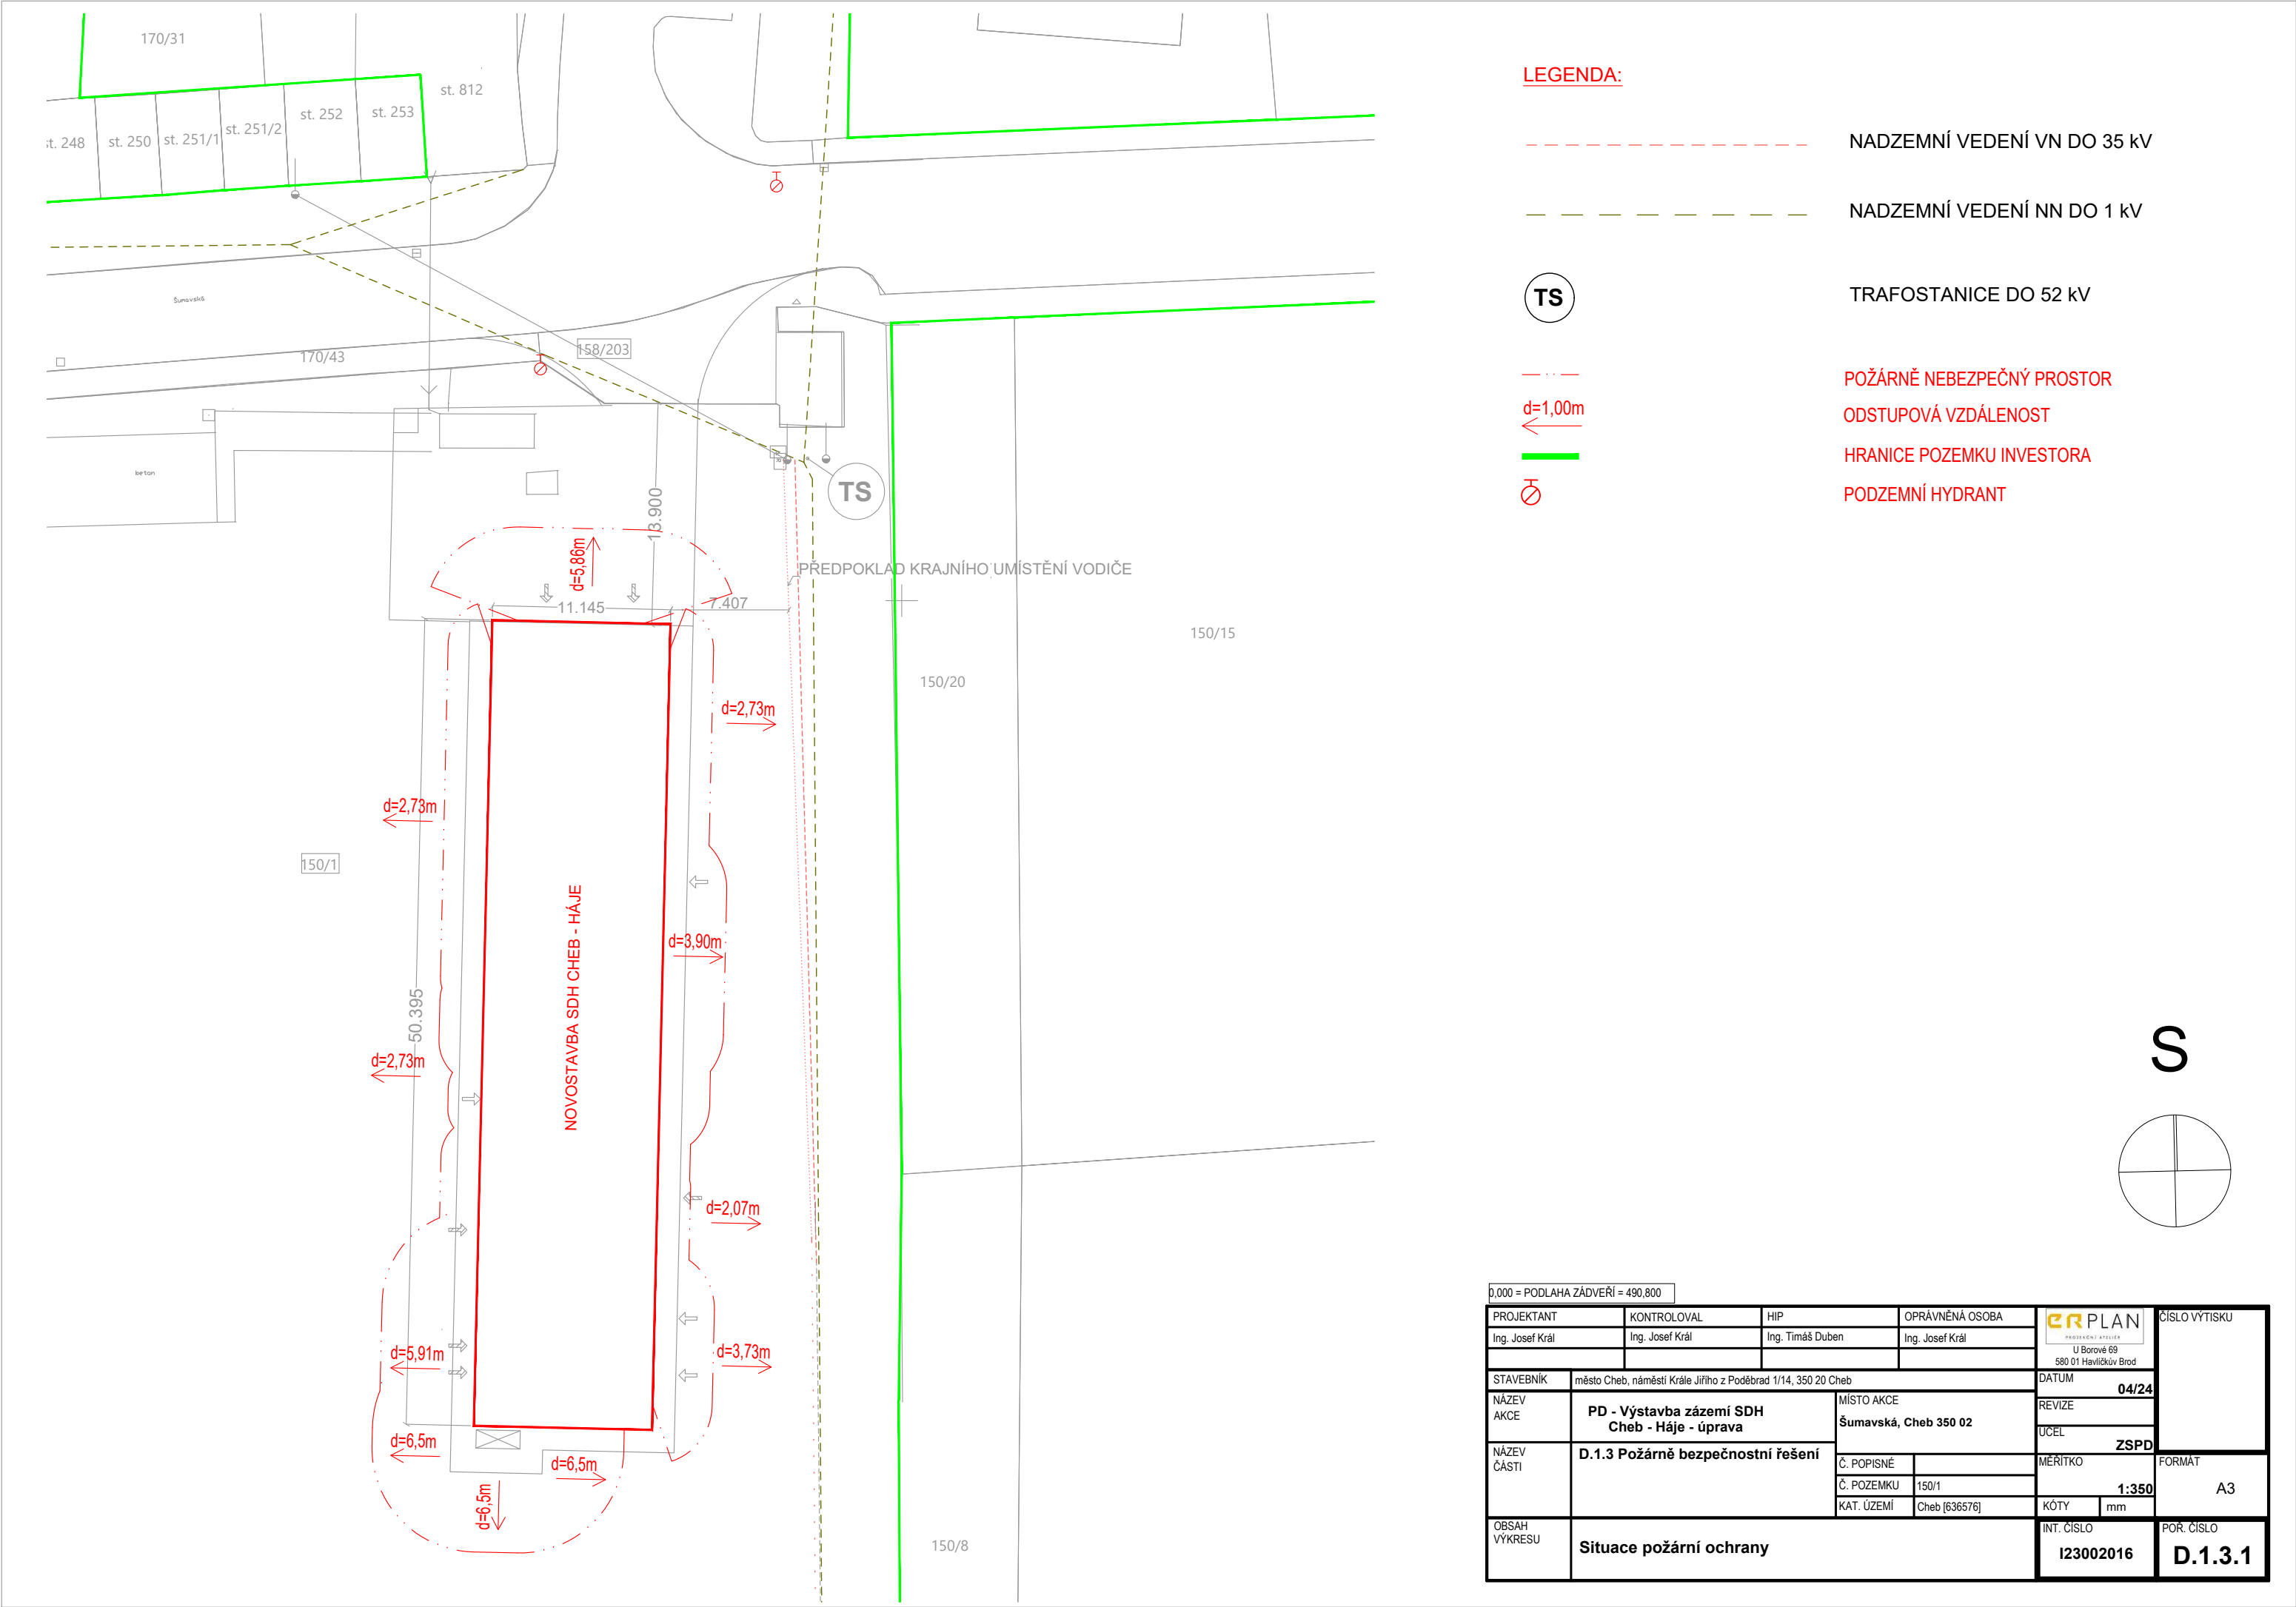 170/31
st. 812
st. 248
st. 250
st. 251/1
st. 251/2
st. 252
st. 253
Šumavská
170/43
158/203
beton
TS
13.900
d=5,86m
PŘEDPOKLAD KRAJNÍHO UMÍSTĚNÍ VODIČE
11.145
7.407
150/15
150/20
d=2,73m
d=2,73m
150/1
NOVOSTAVBA SDH CHEB - HÁJE
d=3,90m
50.395
d=2,73m
d=2,07m
d=5,91m
d=3,73m
d=6,5m
d=6,5m
d=6,5m
150/8
LEGENDA:
NADZEMNÍ VEDENÍ VN DO 35 kV
NADZEMNÍ VEDENÍ NN DO 1 kV
TS
TRAFOSTANICE DO 52 kV
POŽÁRNĚ NEBEZPEČNÝ PROSTOR
d=1,00m
ODSTUPOVÁ VZDÁLENOST
HRANICE POZEMKU INVESTORA
PODZEMNÍ HYDRANT
S
0,000 = PODLAHA ZÁDVEŘÍ = 490,800
PROJEKTANT
KONTROLOVAL
HIP
OPRÁVNĚNÁ OSOBA
Ing. Josef Král
Ing. Josef Král
Ing. Timáš Duben
Ing. Josef Král
ERPLAN
PROJEKČNÍ ATELIÉR
U Borové 69
580 01 Havlíčkův Brod
ČÍSLO VÝTISKU
STAVEBNÍK
město Cheb, náměstí Krále Jiřího z Poděbrad 1/14, 350 20 Cheb
DATUM
04/24
NÁZEV
AKCE
PD - Výstavba zázemí SDH
Cheb - Háje - úprava
MÍSTO AKCE
Šumavská, Cheb 350 02
REVIZE
ÚČEL
ZSPD
NÁZEV
ČÁSTI
D.1.3 Požárně bezpečnostní řešení
Č. POPISNÉ
Č. POZEMKU
150/1
KAT. ÚZEMÍ
Cheb [636576]
MĚŘÍTKO
1:350
FORMÁT
A3
KÓTY
mm
OBSAH
VÝKRESU
Situace požární ochrany
INT. ČÍSLO
I23002016
POŘ. ČÍSLO
D.1.3.1